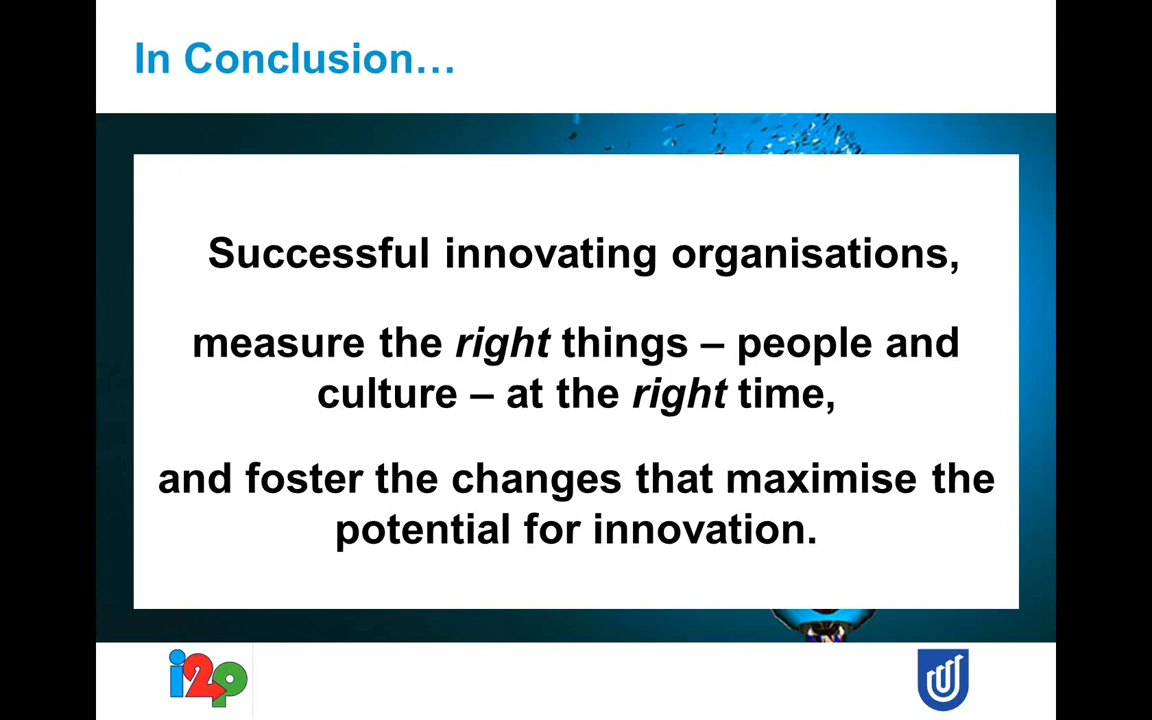 In Conclusion…
Successful innovating organisations,
measure the right things – people and
culture – at the right time,
and foster the changes that maximise the
potential for innovation.
i2p